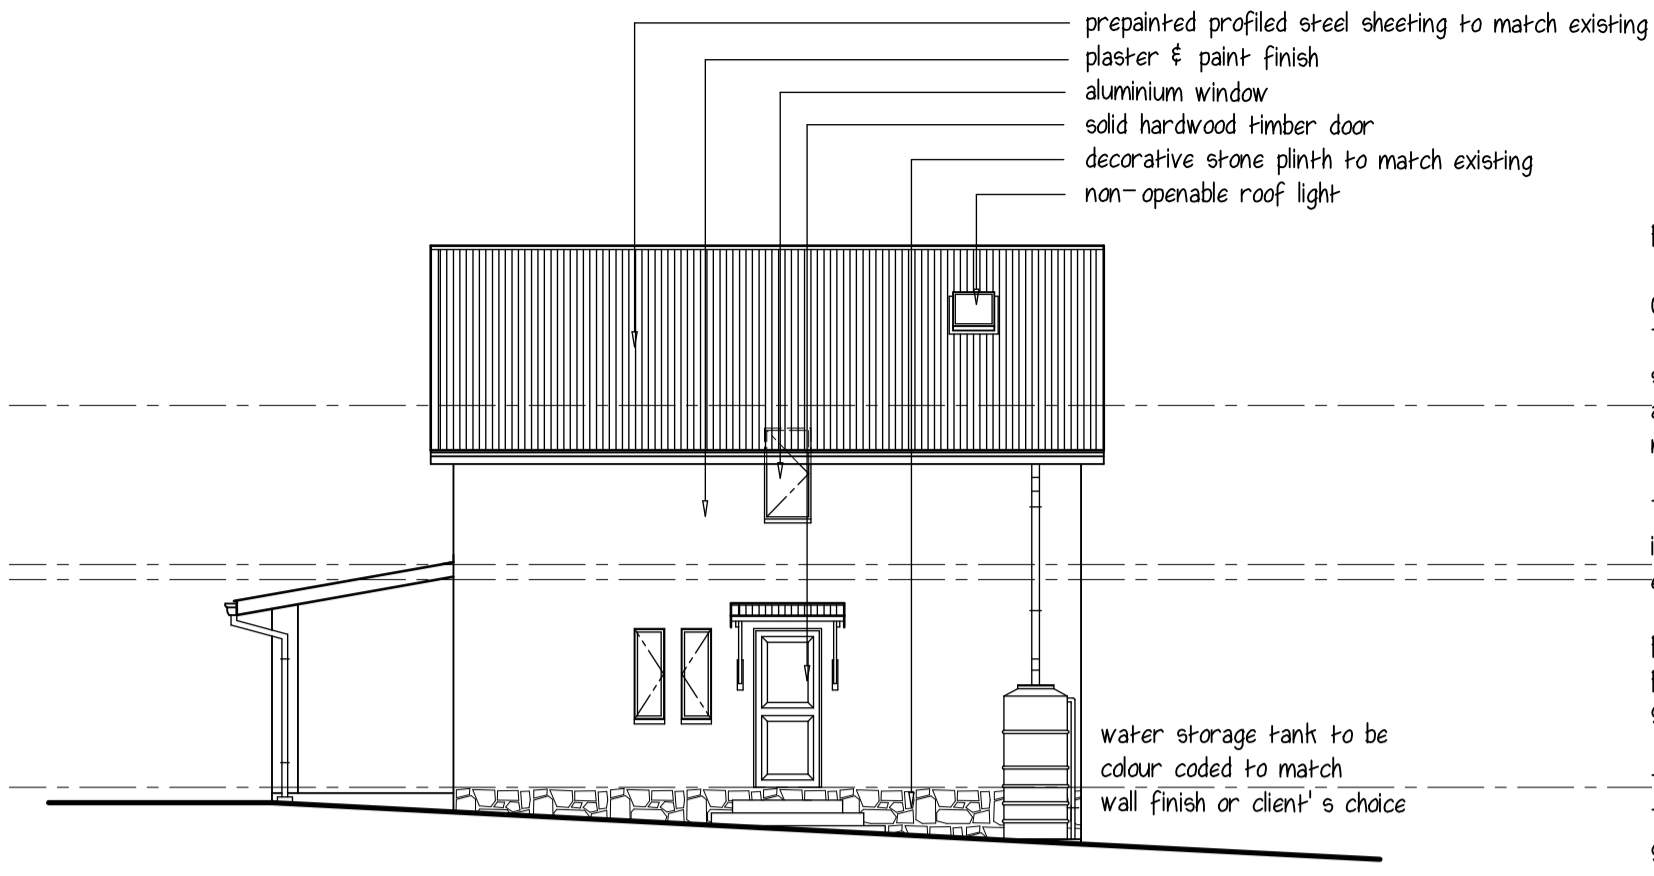 prepainted profiled steel sheeting to match existing
plaster & paint finish
aluminium window
solid hardwood timber door
decorative stone plinth to match existing
non-openable roof light
water storage tank to be
colour coded to match
wall finish or client's choice